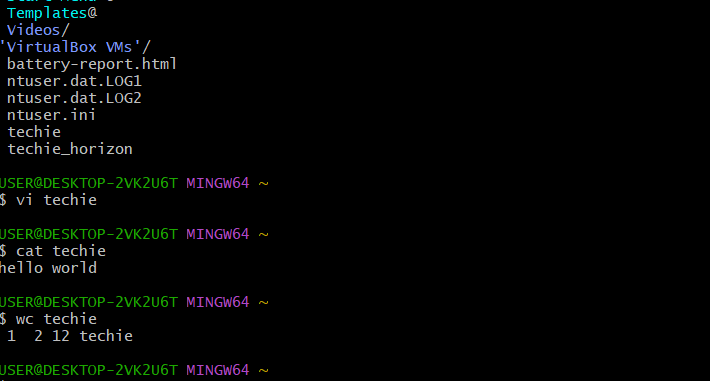 Templates@
Videos/
'VirtualBox VMs'/
battery-report.html
ntuser.dat.LOG1
ntuser.dat.LOG2
ntuser.ini
techie
techie_horizon
USER@DESKTOP-2VK2U6T MINGW64 ~
$ vi techie
USER@DESKTOP-2VK2U6T MINGW64 ~
$ cat techie
hello world
USER@DESKTOP-2VK2U6T MINGW64 ~
$ wc techie
1  2 12 techie
USER@DESKTOP-2VK2U6T MINGW64 ~